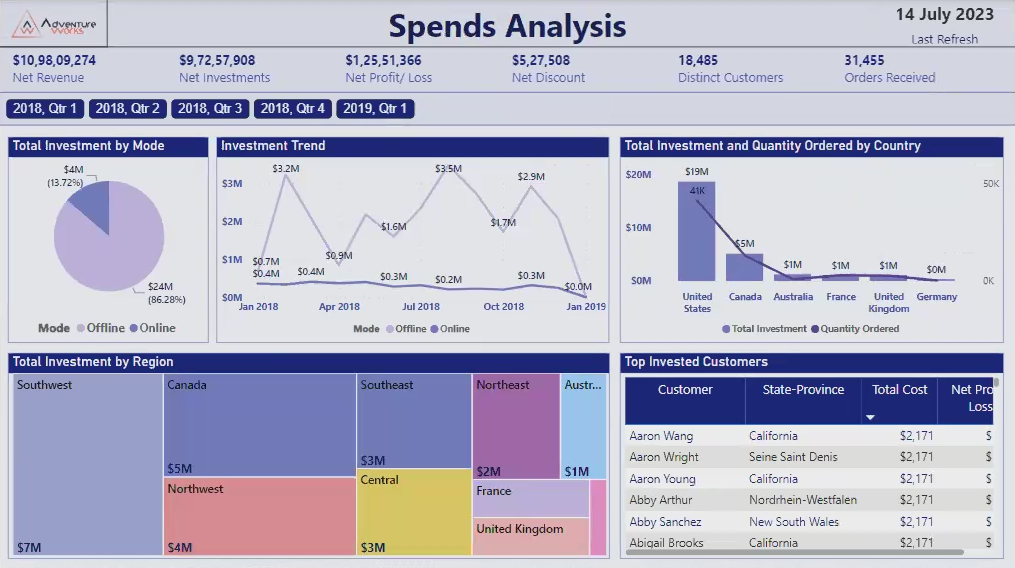 Adventure
Works
Spends Analysis
14 July 2023
Last Refresh
$10,98,09,274
Net Revenue
$9,72,57,908
Net Investments
$1,25,51,366
Net Profit/ Loss
$5,27,508
Net Discount
18,485
Distinct Customers
31,455
Orders Received
2018, Qtr 1
2018, Qtr 2
2018, Qtr 3
2018, Qtr 4
2019, Qtr 1
Total Investment by Mode
$4M
(13.72%)
$24M
(86.28%)
Mode Offline Online
Investment Trend
$3M
$2M
$1M
$0M
$3.2M
$3.5M
$2.9M
$1.6M
$1.7M
$0.9M
$0.7M
$0.4M
$0.4M
$0.3M
$0.2M
$0.3M
$0.0M
Jan 2018
Apr 2018
Jul 2018
Oct 2018
Jan 2019
Mode Offline Online
Total Investment and Quantity Ordered by Country
$20M
$10M
$0M
$19M
41K
$5M
$1M
$1M
$1M
$0M
50K
0K
United
States
Canada
Australia
France
United
Kingdom
Germany
Total Investment Quantity Ordered
Total Investment by Region
Southwest
$7M
Canada
$5M
Northwest
$4M
Southeast
$3M
Central
$3M
Northeast
$2M
Austr...
$1M
France
United Kingdom
Top Invested Customers
Customer State-Province Total Cost Net Pro
Loss
Aaron Wang California $2,171 $
Aaron Wright Seine Saint Denis $2,171 $
Aaron Young California $2,171 $
Abby Arthur Nordrhein-Westfalen $2,171 $
Abby Sanchez New South Wales $2,171 $
Abigail Brooks California $2,171 $